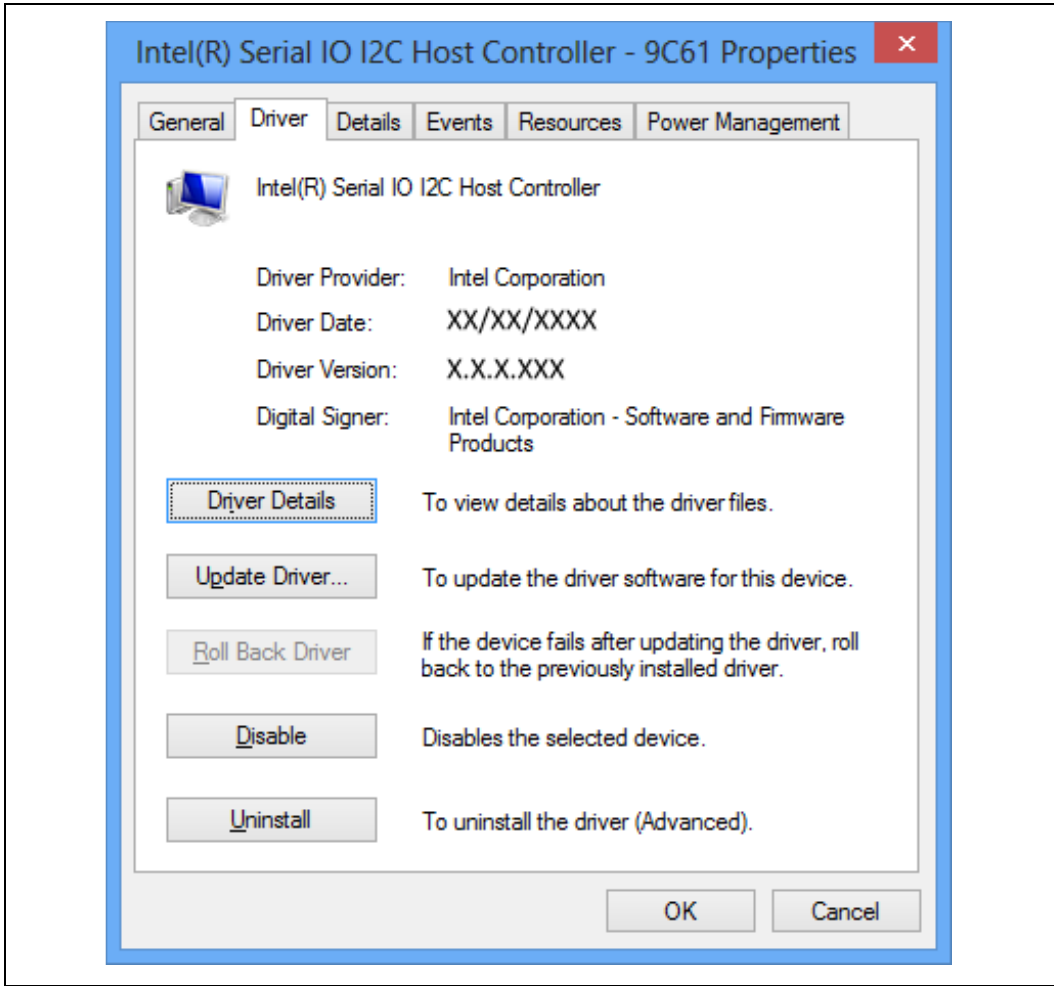 Intel(R) Serial IO I2C Host Controller - 9C61 Properties
General Driver Details Events Resources Power Management
Intel(R) Serial IO I2C Host Controller
Driver Provider: Intel Corporation
Driver Date: XX/XX/XXXX
Driver Version: X.X.X.XXX
Digital Signer: Intel Corporation - Software and Firmware
Products
Driver Details To view details about the driver files.
Update Driver... To update the driver software for this device.
Roll Back Driver If the device fails after updating the driver, roll
back to the previously installed driver.
Disable Disables the selected device.
Uninstall To uninstall the driver (Advanced).
OK Cancel